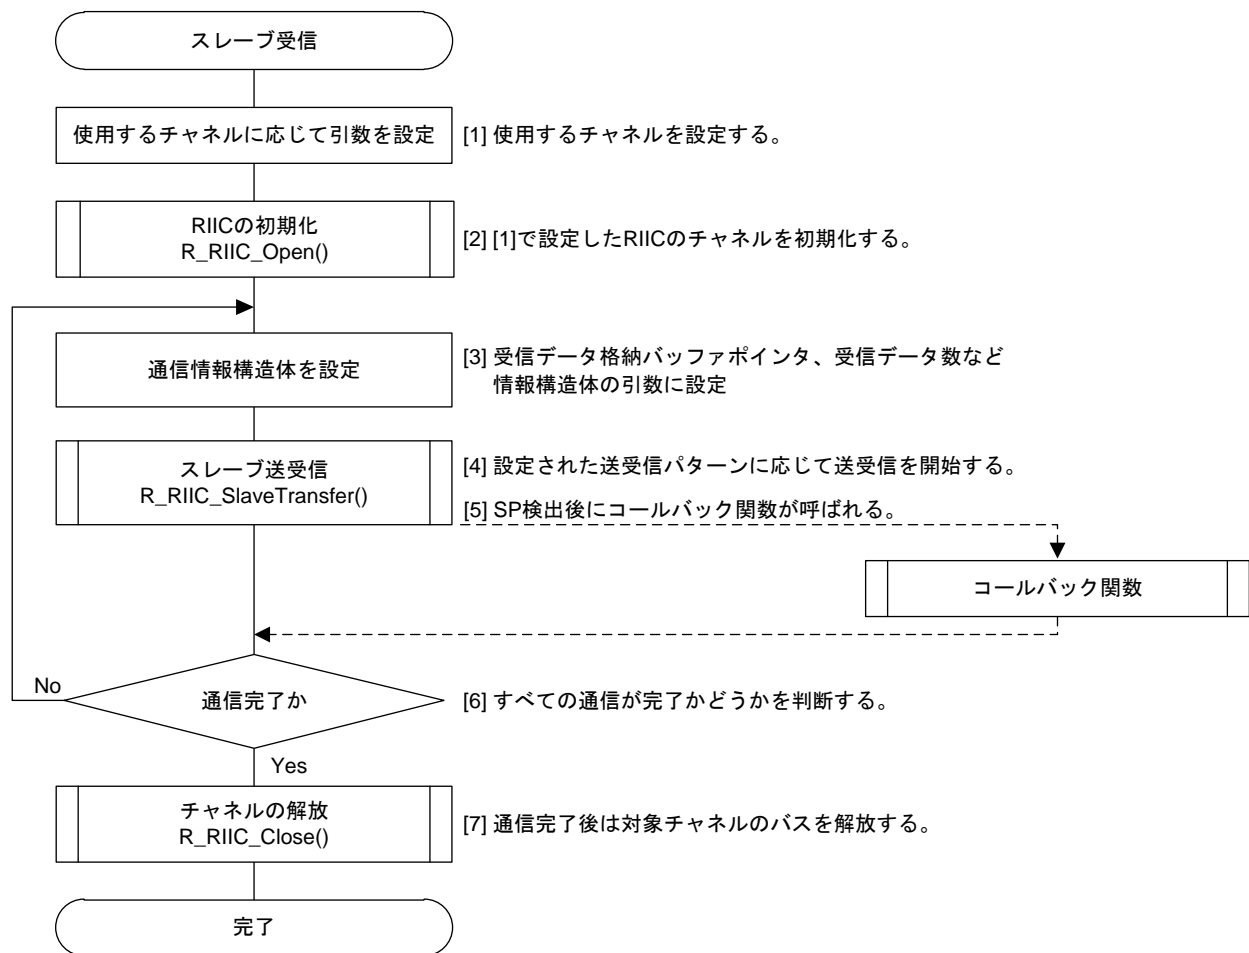 スレーブ受信
使用するチャネルに応じて引数を設定
[1] 使用するチャネルを設定する。
RIICの初期化
R_RIIC_Open()
[2] [1]で設定したRIICのチャネルを初期化する。
通信情報構造体を設定
[3] 受信データ格納バッファポインタ、受信データ数など
情報構造体の引数に設定
スレーブ送受信
R_RIIC_SlaveTransfer()
[4] 設定された送受信パターンに応じて送受信を開始する。
[5] SP検出後にコールバック関数が呼ばれる。
コールバック関数
No
通信完了か
[6] すべての通信が完了かどうかを判断する。
Yes
チャネルの解放
R_RIIC_Close()
[7] 通信完了後は対象チャネルのバスを解放する。
完了